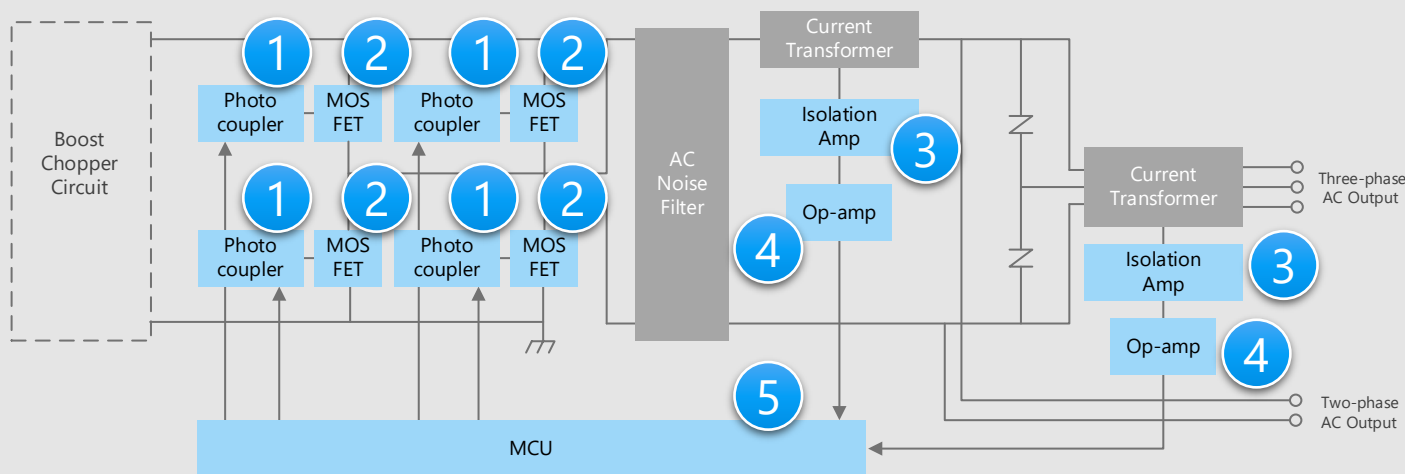 Boost
Chopper
Circuit
1
2
1
2
Photo
coupler
MOS
FET
Photo
coupler
MOS
FET
1
2
1
2
Photo
coupler
MOS
FET
Photo
coupler
MOS
FET
AC
Noise
Filter
Current
Transformer
Isolation
Amp
3
Op-amp
4
Current
Transformer
Three-phase
AC Output
Isolation
Amp
3
Op-amp
4
Two-phase
AC Output
5
MCU